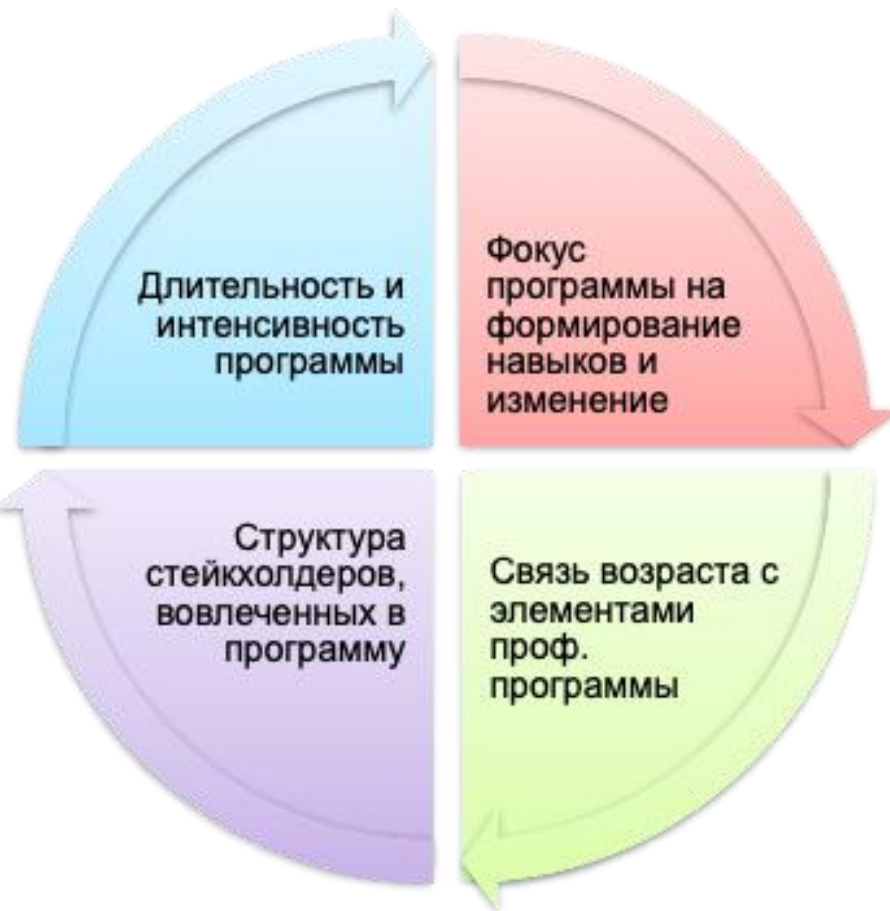 Длительность и
интенсивность
программы
Фокус
программы на
формирование
навыков и
изменение
Структура
стейкхолдеров,
вовлеченных в
программу
Связь возраста с
элементами
проф.
программы